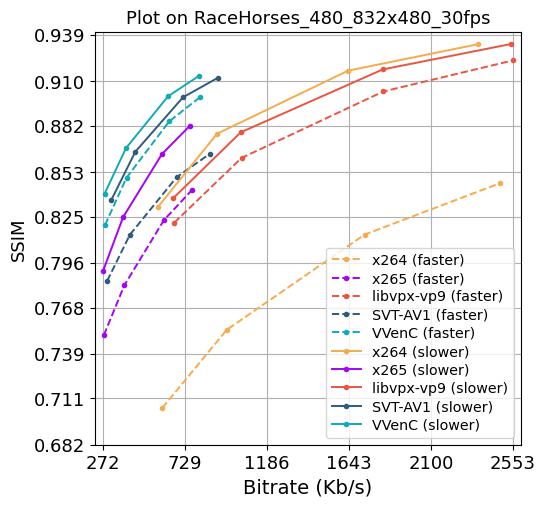 Plot on RaceHorses_480_832x480_30fps
SSIM
0.939
0.910
0.882
0.853
0.825
0.796
0.768
0.739
0.711
0.682
x264 (faster)
x265 (faster)
libvpx-vp9 (faster)
SVT-AV1 (faster)
VVenC (faster)
x264 (slower)
x265 (slower)
libvpx-vp9 (slower)
SVT-AV1 (slower)
VVenC (slower)
272 729 1186 1643 2100 2553
Bitrate (Kb/s)